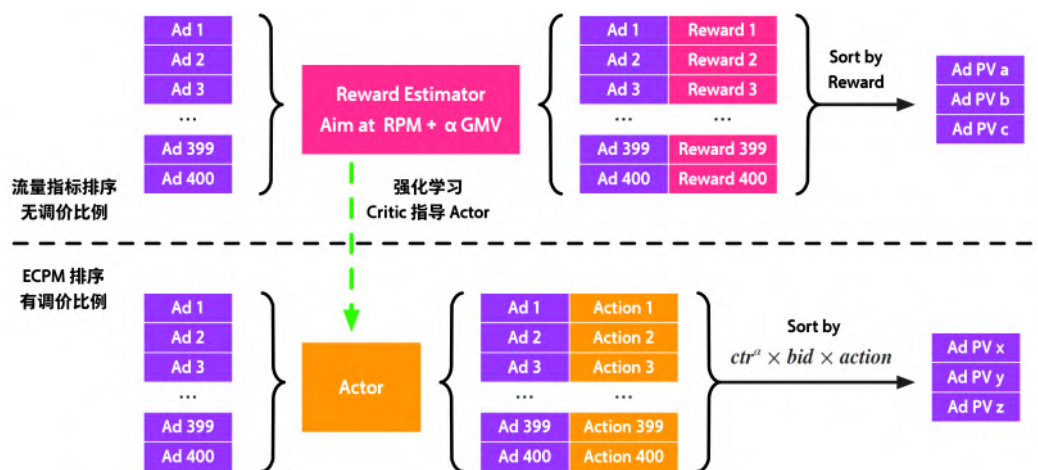 Ad 1
Ad 2
Ad 3
...
Ad 399
Ad 400
Reward Estimator
Aim at RPM + α GMV
Ad 1 Reward 1
Ad 2 Reward 2
Ad 3 Reward 3
... ...
Ad 399 Reward 399
Ad 400 Reward 400
Sort by
Reward
Ad PV a
Ad PV b
Ad PV c
流量指标排序
无调价比例
强化学习
Critic 指导 Actor
ECPM 排序
有调价比例
Ad 1
Ad 2
Ad 3
...
Ad 399
Ad 400
Actor
Ad 1 Action 1
Ad 2 Action 2
Ad 3 Action 3
... ...
Ad 399 Action 399
Ad 400 Action 400
Sort by
ctrᵅ × bid × action
Ad PV x
Ad PV y
Ad PV z